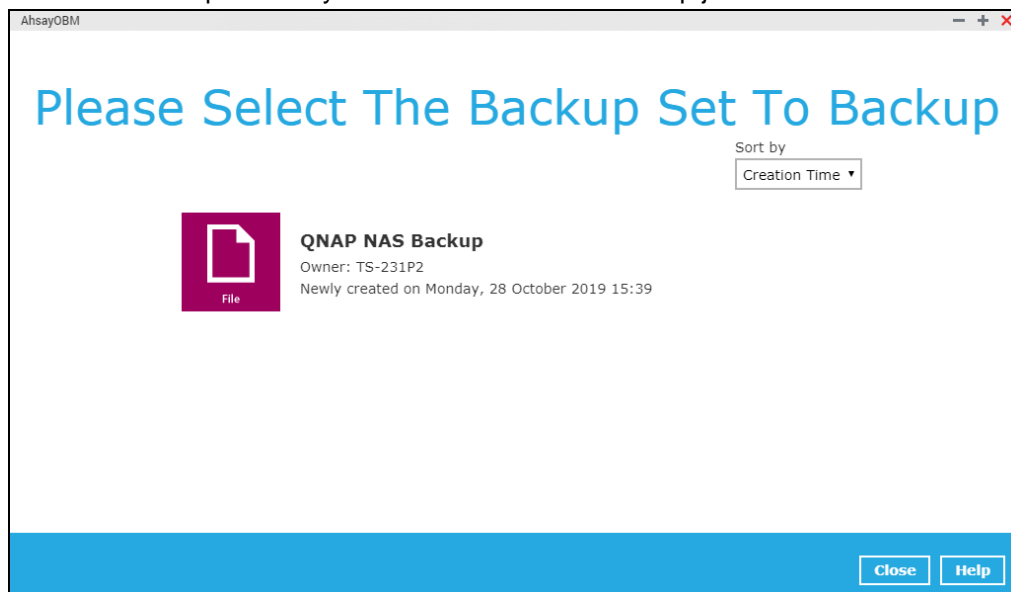 AhsayOBM
Please Select The Backup Set To Backup
Sort by
Creation Time
File
QNAP NAS Backup
Owner: TS-231P2
Newly created on Monday, 28 October 2019 15:39
Close
Help